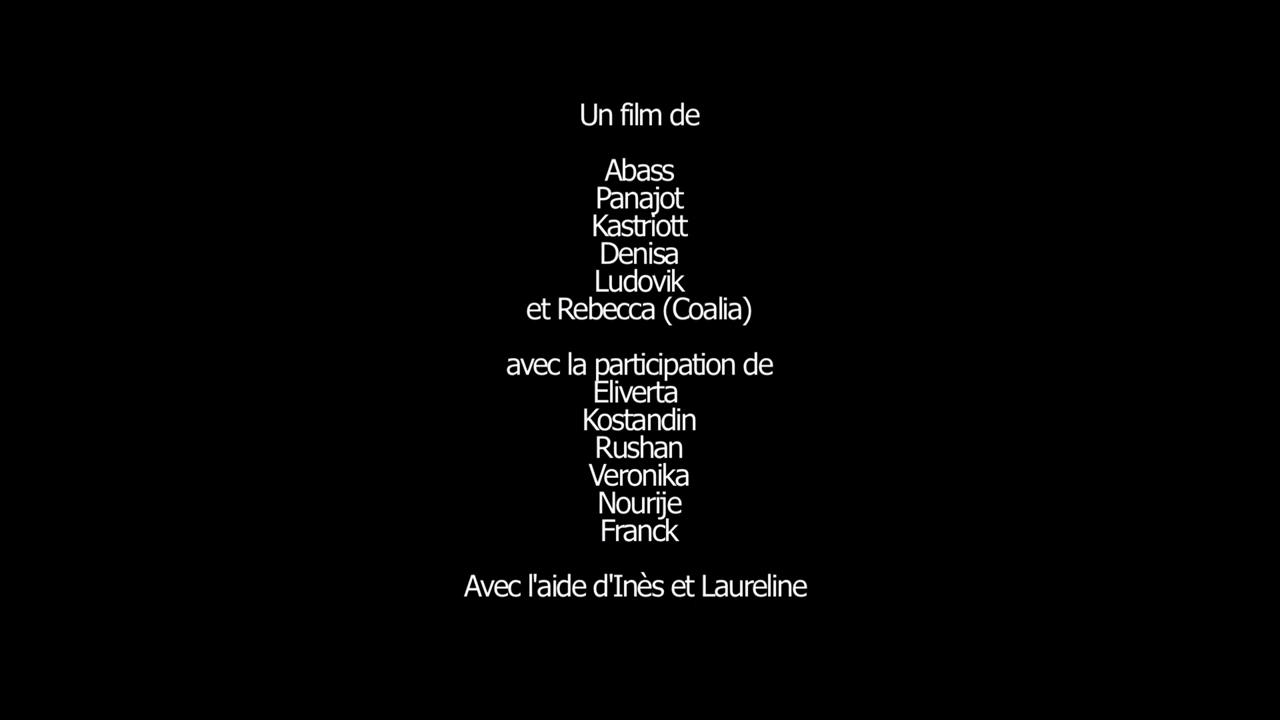 Un film de
Abass
Panajot
Kastriott
Denisa
Ludovik
et Rebecca (Coalia)
avec la participation de
Eliverta
Kostandin
Rushan
Veronika
Nourije
Franck
Avec l'aide d'Inès et Laureline